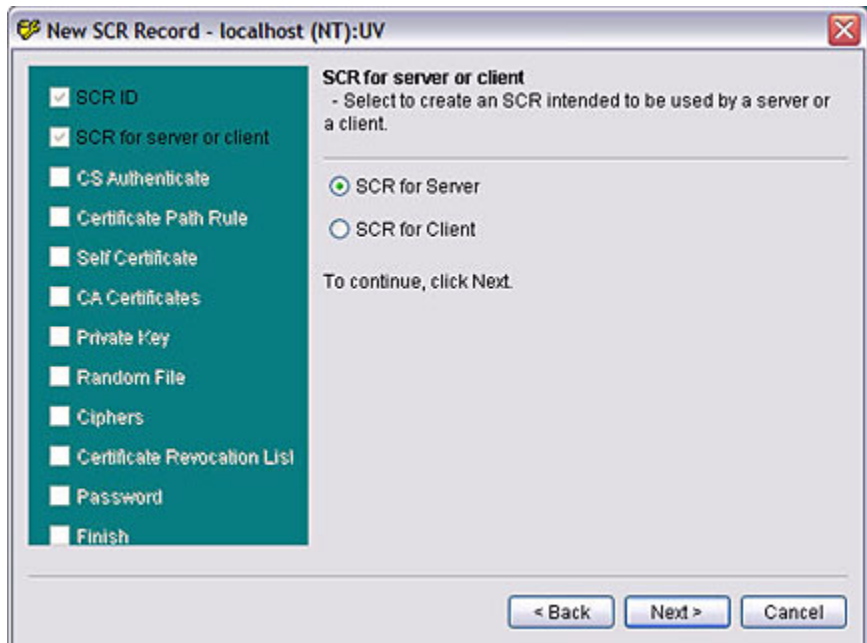 New SCR Record - localhost (NT):UV
SCR ID
SCR for server or client
CS Authenticate
Certificate Path Rule
Self Certificate
CA Certificates
Private Key
Random File
Ciphers
Certificate Revocation List
Password
Finish
SCR for server or client
- Select to create an SCR intended to be used by a server or
a client.
SCR for Server
SCR for Client
To continue, click Next.
< Back
Next >
Cancel